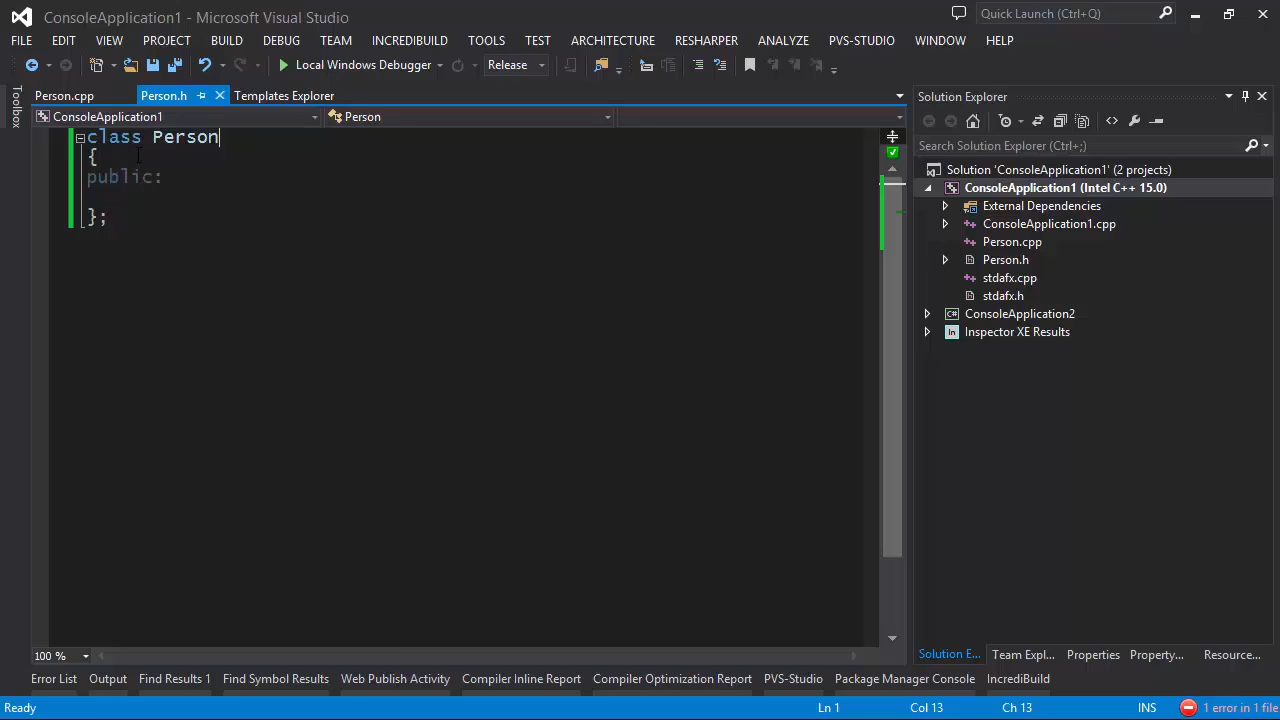 ConsoleApplication1 - Microsoft Visual Studio
Quick Launch (Ctrl+Q)
FILE EDIT VIEW PROJECT BUILD DEBUG TEAM INCREDIBUILD TOOLS TEST ARCHITECTURE RESHARPER ANALYZE PVS-STUDIO WINDOW HELP
Local Windows Debugger Release
Toolbox
Person.cpp Person.h Templates Explorer
ConsoleApplication1 Person
class Person
{
public:
};
100 %
Solution Explorer
Search Solution Explorer (Ctrl+;)
Solution 'ConsoleApplication1' (2 projects)
ConsoleApplication1 (Intel C++ 15.0)
External Dependencies
ConsoleApplication1.cpp
Person.cpp
Person.h
stdafx.cpp
stdafx.h
C# ConsoleApplication2
In Inspector XE Results
Solution E... Team Expl... Properties Property... Resource...
Error List Output Find Results 1 Find Symbol Results Web Publish Activity Compiler Inline Report Compiler Optimization Report PVS-Studio Package Manager Console IncrediBuild
Ready Ln 1 Col 13 Ch 13 INS 1 error in 1 file